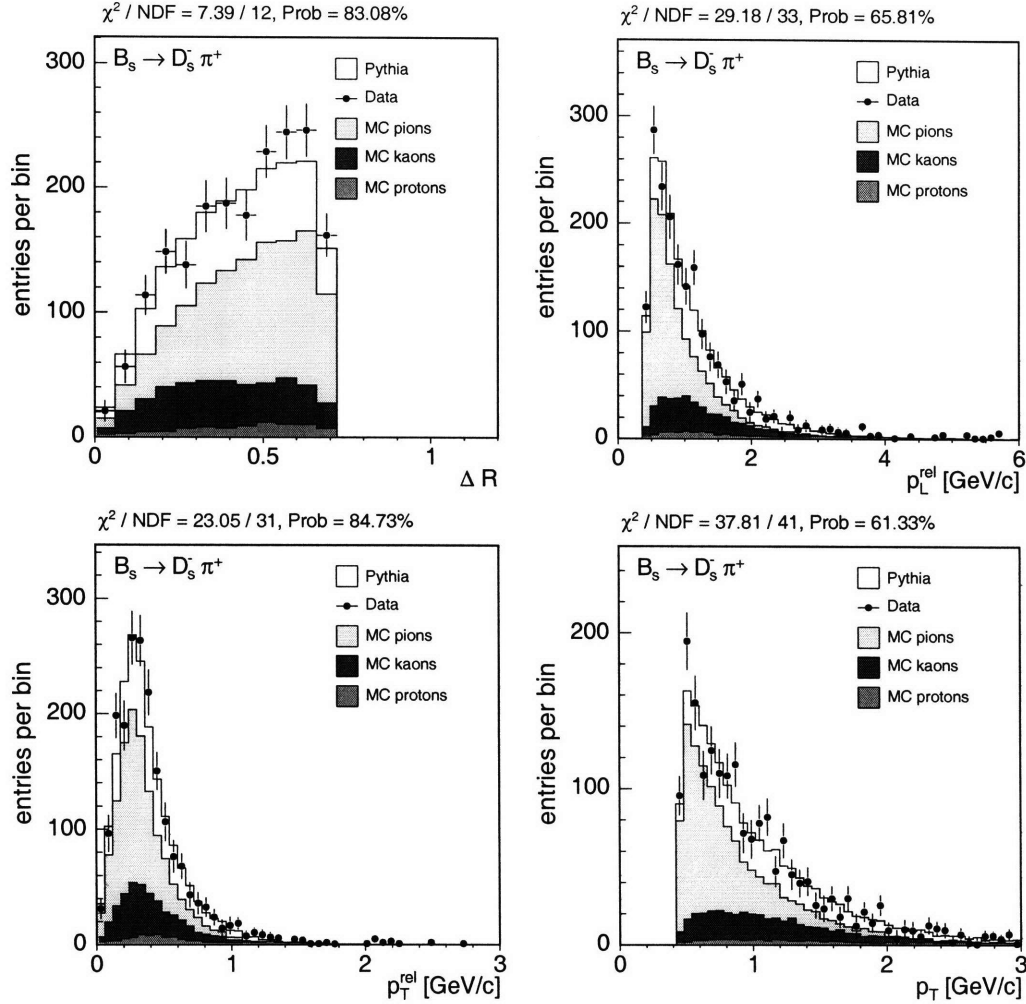 χ² / NDF = 7.39 / 12, Prob = 83.08%
B_s → D_s^- π^+
Pythia
Data
MC pions
MC kaons
MC protons
entries per bin
300
200
100
0
0 0.5 1
Δ R
χ² / NDF = 29.18 / 33, Prob = 65.81%
B_s → D_s^- π^+
Pythia
Data
MC pions
MC kaons
MC protons
entries per bin
300
200
100
0
0 2 4 6
p_L^rel [GeV/c]
χ² / NDF = 23.05 / 31, Prob = 84.73%
B_s → D_s^- π^+
Pythia
Data
MC pions
MC kaons
MC protons
entries per bin
300
200
100
0
0 1 2 3
p_T^rel [GeV/c]
χ² / NDF = 37.81 / 41, Prob = 61.33%
B_s → D_s^- π^+
Pythia
Data
MC pions
MC kaons
MC protons
entries per bin
200
100
0
0 1 2 3
p_T [GeV/c]